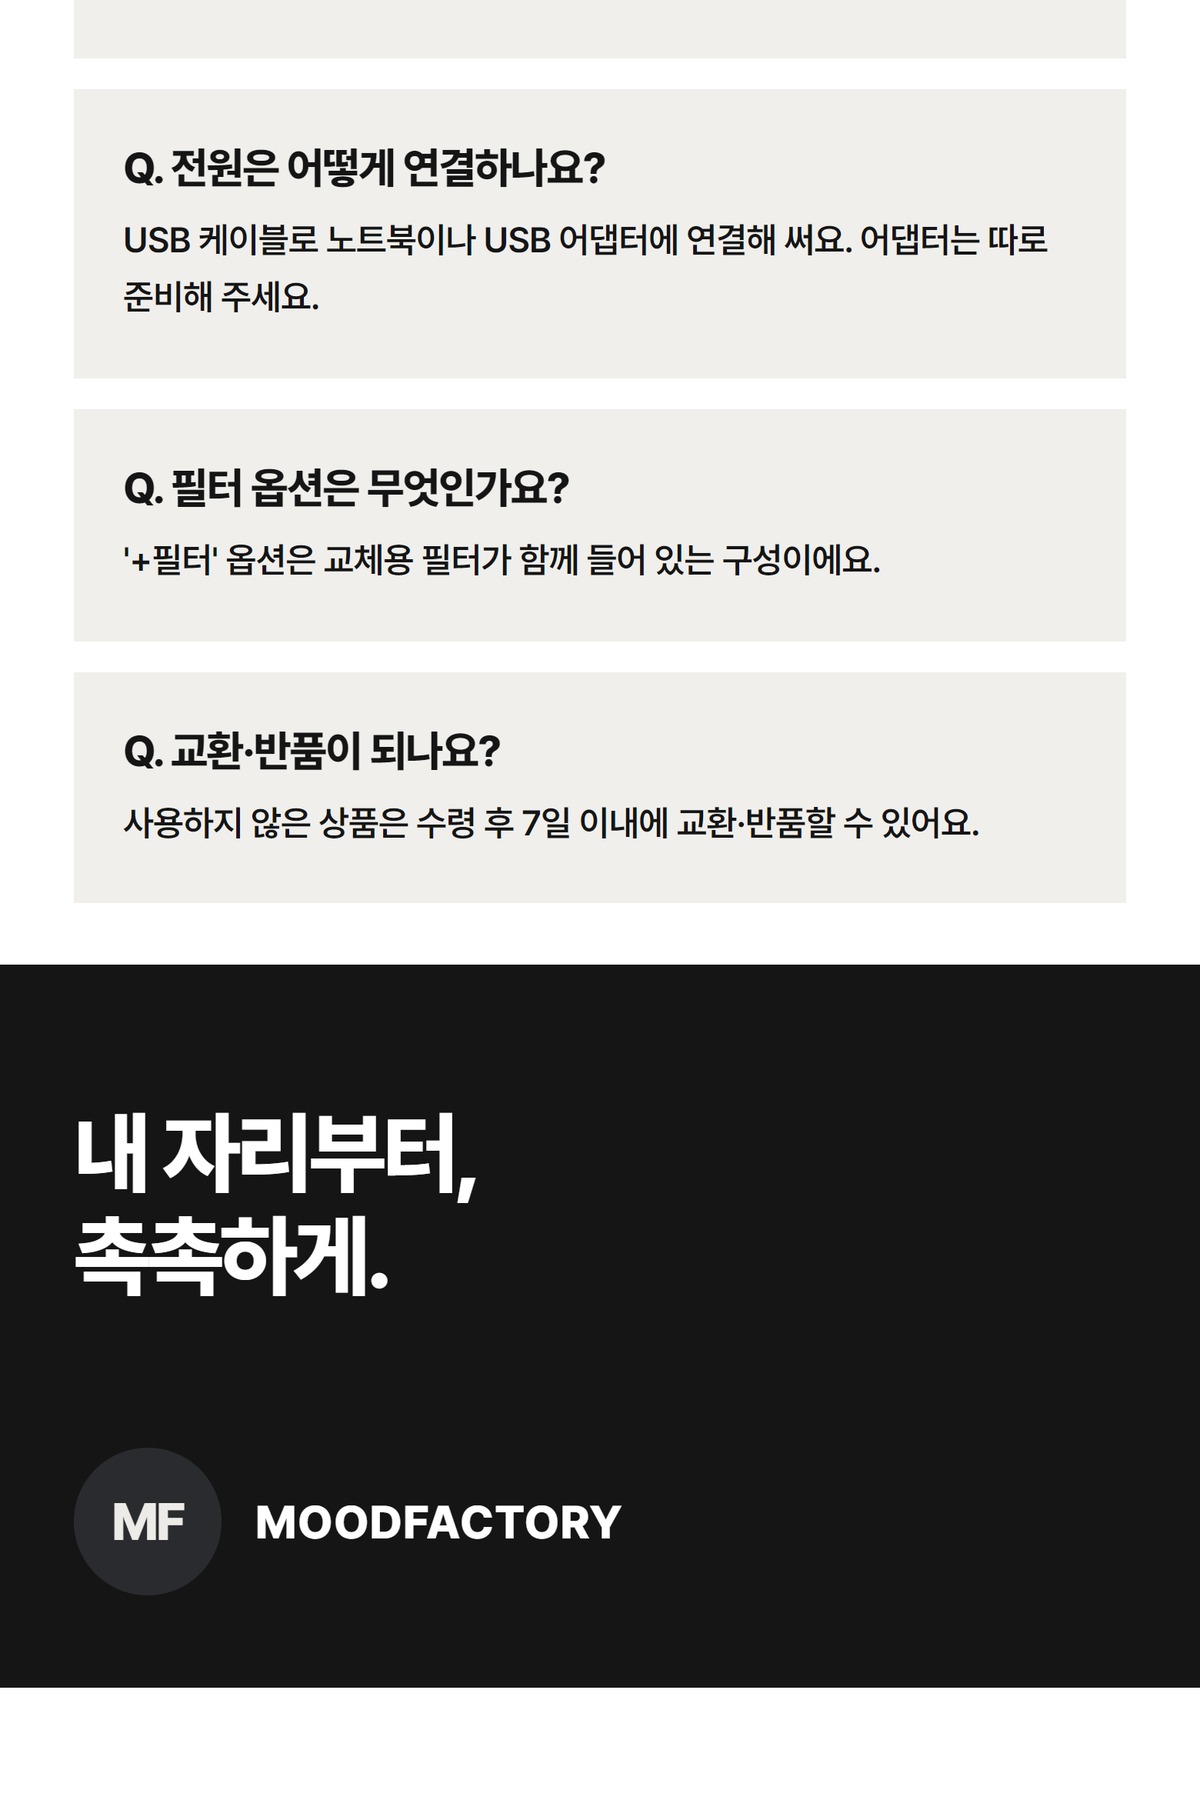 Q. 전원은 어떻게 연결하나요?
USB 케이블로 노트북이나 USB 어댑터에 연결해 써요. 어댑터는 따로
준비해 주세요.
Q. 필터 옵션은 무엇인가요?
'+필터' 옵션은 교체용 필터가 함께 들어 있는 구성이에요.
Q. 교환·반품이 되나요?
사용하지 않은 상품은 수령 후 7일 이내에 교환·반품할 수 있어요.
내 자리부터,
촉촉하게.
MF
MOODFACTORY